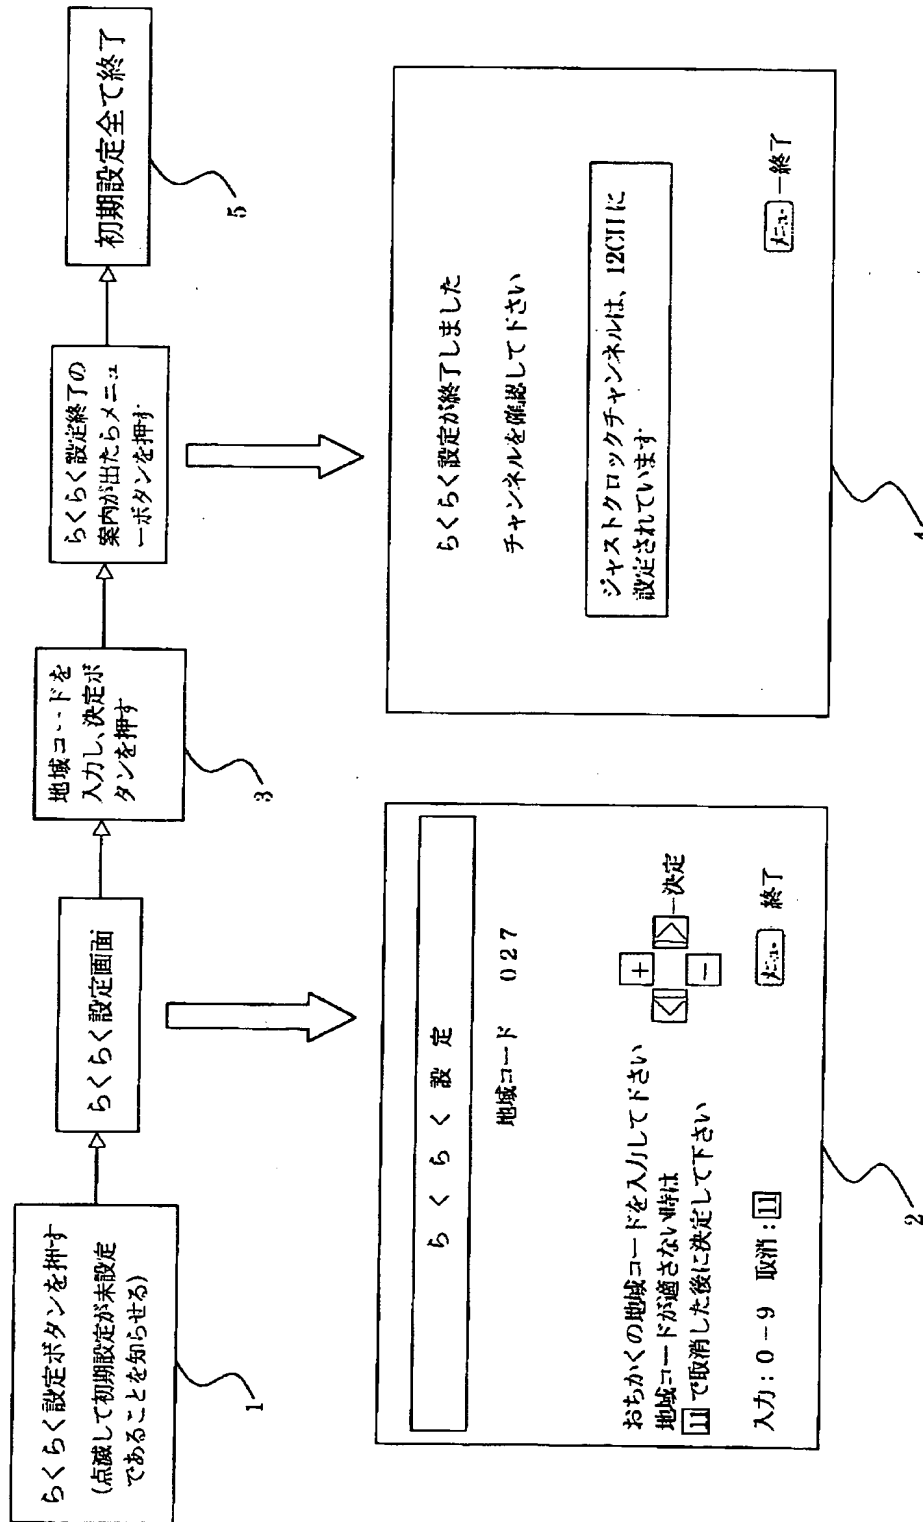 らくらく設定ボタンを押す
(点滅して初期設定が未設定
であることを知らせる)
1
らくらく設定画面
地域コードを
入力し、決定ボ
タンを押す
3
らくらく設定終了の
案内が出たらメニュ
ーボタンを押す
初期設定全て終了
5
らくらく設定
地域コード 027
おちかくの地域コードを入力して下さい
地域コードが適さない時は
11で取消した後に決定して下さい
+
<
>
-
決定
入力:0-9 取消:11
メニュー 終了
2
らくらく設定が終了しました
チャンネルを確認して下さい
ジャストクロックチャンネルは、12CHに
設定されています
メニュー ー終了
4